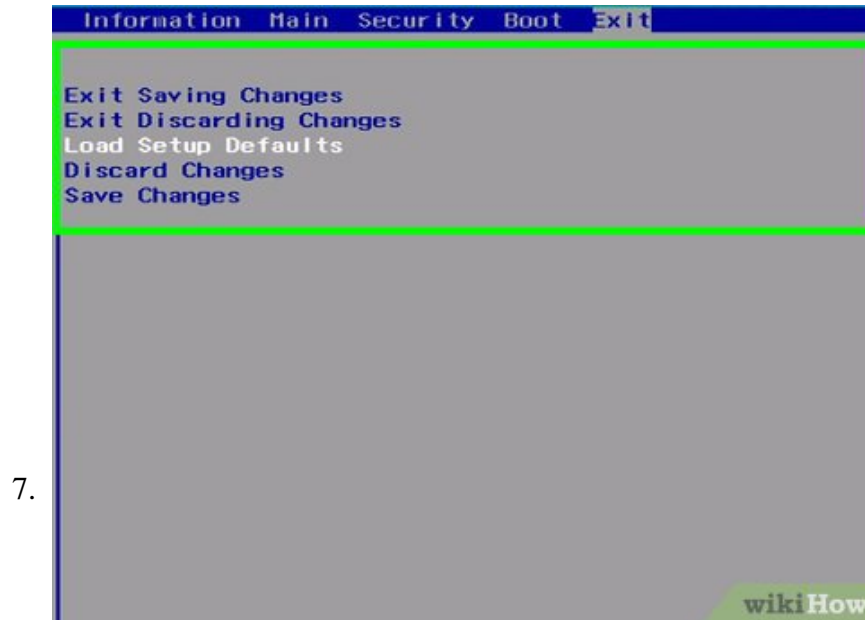 Information Main Security Boot Exit
Exit Saving Changes
Exit Discarding Changes
Load Setup Defaults
Discard Changes
Save Changes
7.
wikiHow